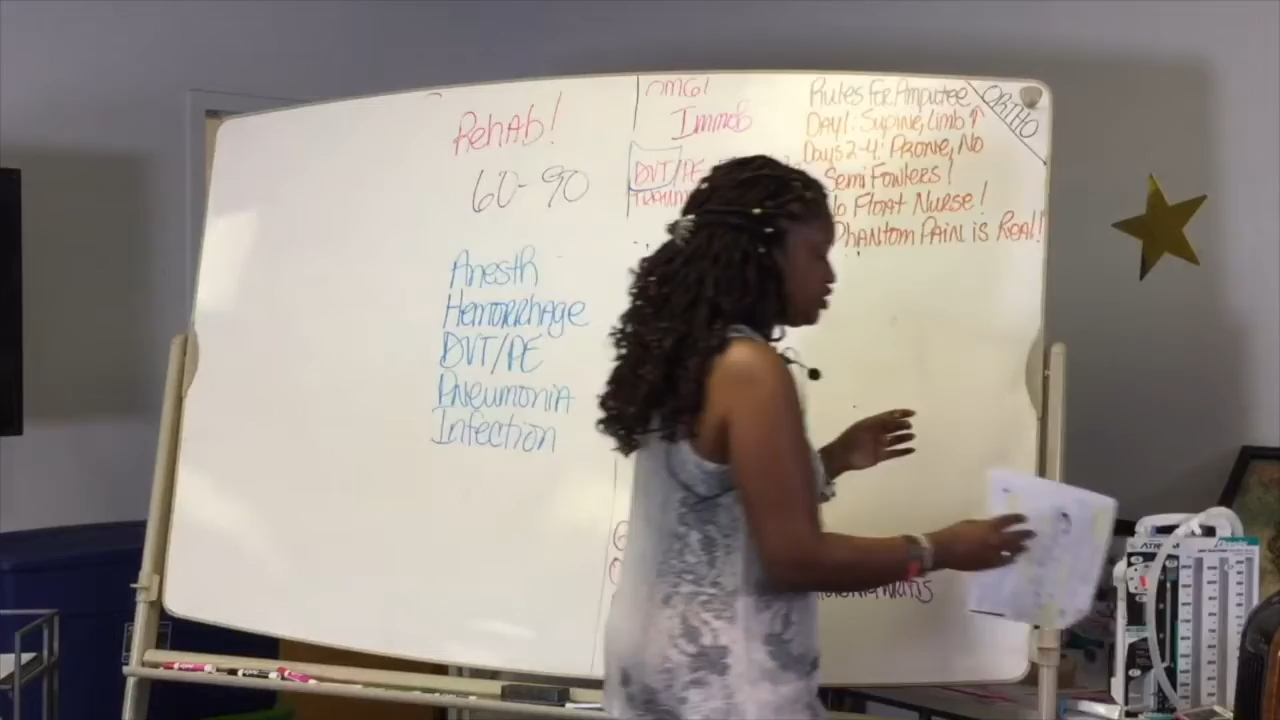 Rehab!
60-90
Anesth
Hemorrhage
DVT/PE
Pneumonia
Infection
OMG!
Immob
DVT/PE
Rules for Amputee
Day 1: Supine, Limb ↑
Days 2-4: Prone, No
Semi Fowlers!
No Float Nurse!
Phantom Pain is Real!
ORTHO